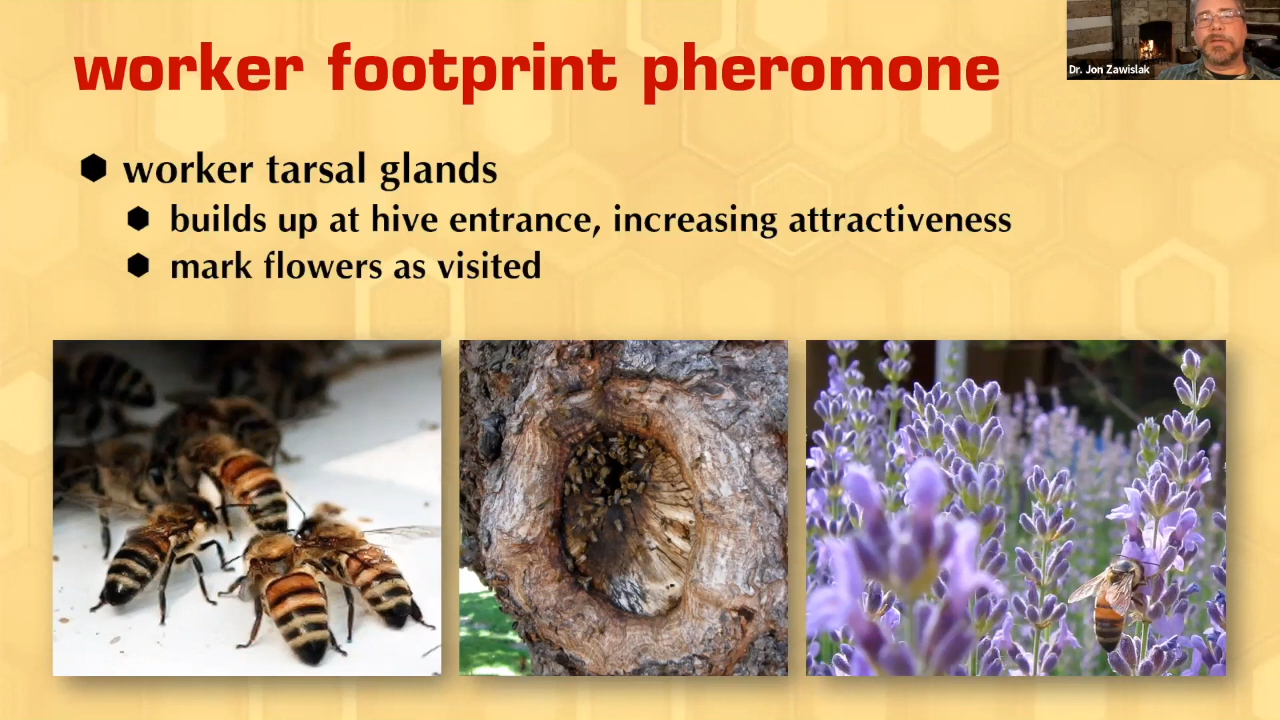 worker footprint pheromone
Dr. Jon Zawislak
worker tarsal glands
builds up at hive entrance, increasing attractiveness
mark flowers as visited